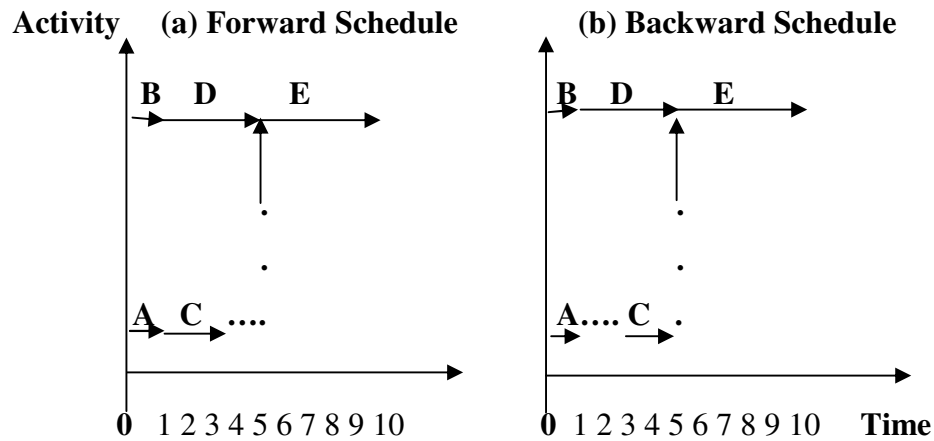 Activity (a) Forward Schedule (b) Backward Schedule
B D E B D E
A C .... A .... C .
0 1 2 3 4 5 6 7 8 9 10 0 1 2 3 4 5 6 7 8 9 10 Time